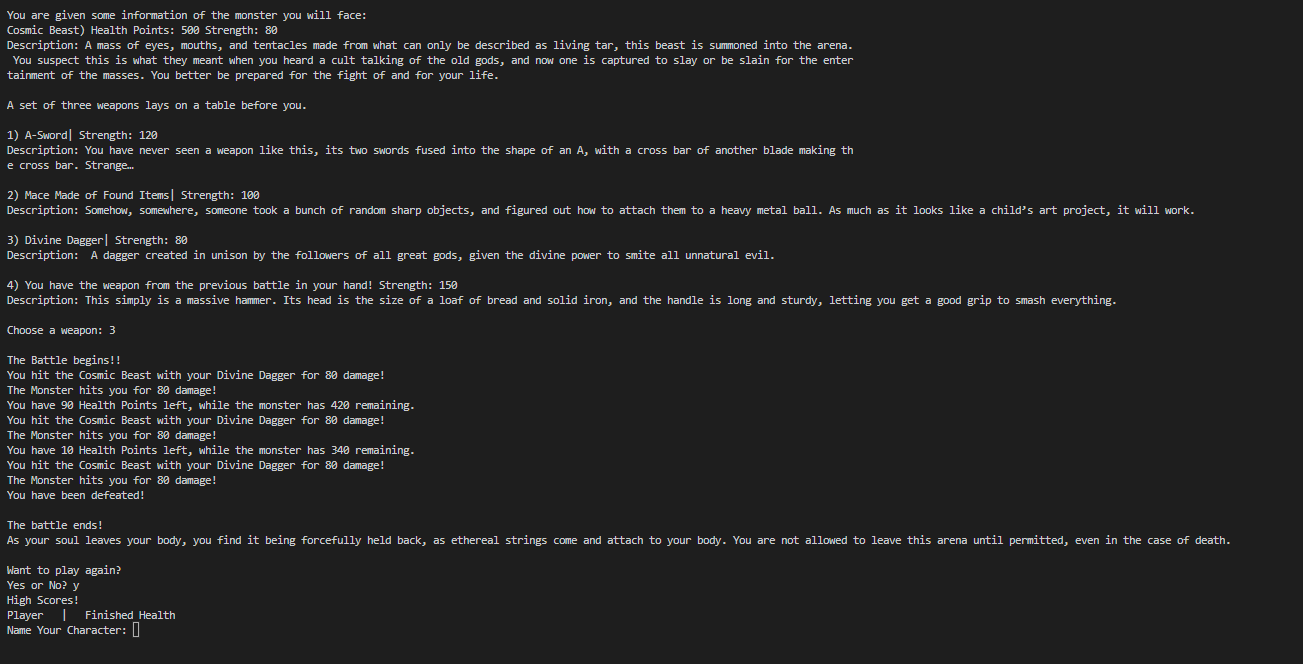 You are given some information of the monster you will face:
Cosmic Beast) Health Points: 500 Strength: 80
Description: A mass of eyes, mouths, and tentacles made from what can only be described as living tar, this beast is summoned into the arena.
You suspect this is what they meant when you heard a cult talking of the old gods, and now one is captured to slay or be slain for the enter
tainment of the masses. You better be prepared for the fight of and for your life.
A set of three weapons lays on a table before you.
1) A-Sword| Strength: 120
Description: You have never seen a weapon like this, its two swords fused into the shape of an A, with a cross bar of another blade making th
e cross bar. Strange…
2) Mace Made of Found Items| Strength: 100
Description: Somehow, somewhere, someone took a bunch of random sharp objects, and figured out how to attach them to a heavy metal ball. As much as it looks like a child's art project, it will work.
3) Divine Dagger| Strength: 80
Description:  A dagger created in unison by the followers of all great gods, given the divine power to smite all unnatural evil.
4) You have the weapon from the previous battle in your hand! Strength: 150
Description: This simply is a massive hammer. Its head is the size of a loaf of bread and solid iron, and the handle is long and sturdy, letting you get a good grip to smash everything.
Choose a weapon: 3
The Battle begins!!
You hit the Cosmic Beast with your Divine Dagger for 80 damage!
The Monster hits you for 80 damage!
You have 90 Health Points left, while the monster has 420 remaining.
You hit the Cosmic Beast with your Divine Dagger for 80 damage!
The Monster hits you for 80 damage!
You have 10 Health Points left, while the monster has 340 remaining.
You hit the Cosmic Beast with your Divine Dagger for 80 damage!
The Monster hits you for 80 damage!
You have been defeated!
The battle ends!
As your soul leaves your body, you find it being forcefully held back, as ethereal strings come and attach to your body. You are not allowed to leave this arena until permitted, even in the case of death.
Want to play again?
Yes or No? y
High Scores!
Player   |   Finished Health
Name Your Character: